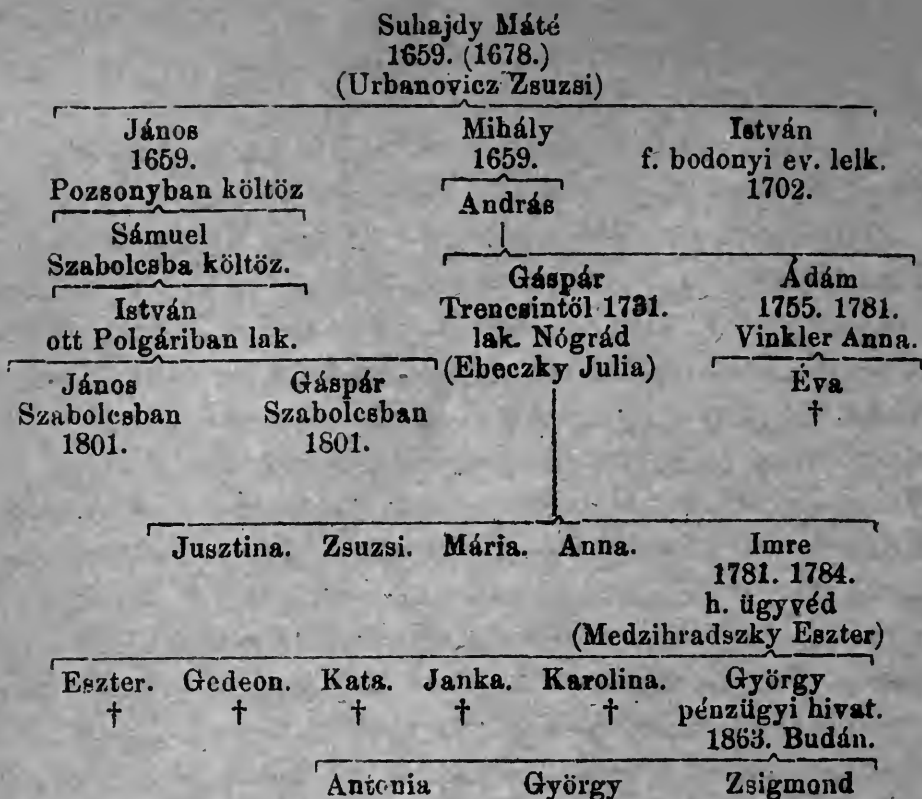 Suhajdy Máté
1659. (1678.)
(Urbanovicz Zsuzsi)
János Mihály István
1659. 1659. f. bodonyi ev. lelk.
Pozsonyban költöz 1702.
András
Sámuel
Szabolcsba költöz.
Gáspár Ádám
István Trencsintől 1731. 1755. 1781.
ott Polgáriban lak. lak. Nógrád Vinkler Anna.
(Ebeczky Julia)
János Gáspár Éva
Szabolcsban Szabolcsban †
1801. 1801.
Jusztina. Zsuzsi. Mária. Anna. Imre
1781. 1784.
h. ügyvéd
(Medzihradszky Eszter)
Eszter. Gedeon. Kata. Janka. Karolina. György
† † † † † pénzügyi hivat.
1863. Budán.
Antonia György Zsigmond